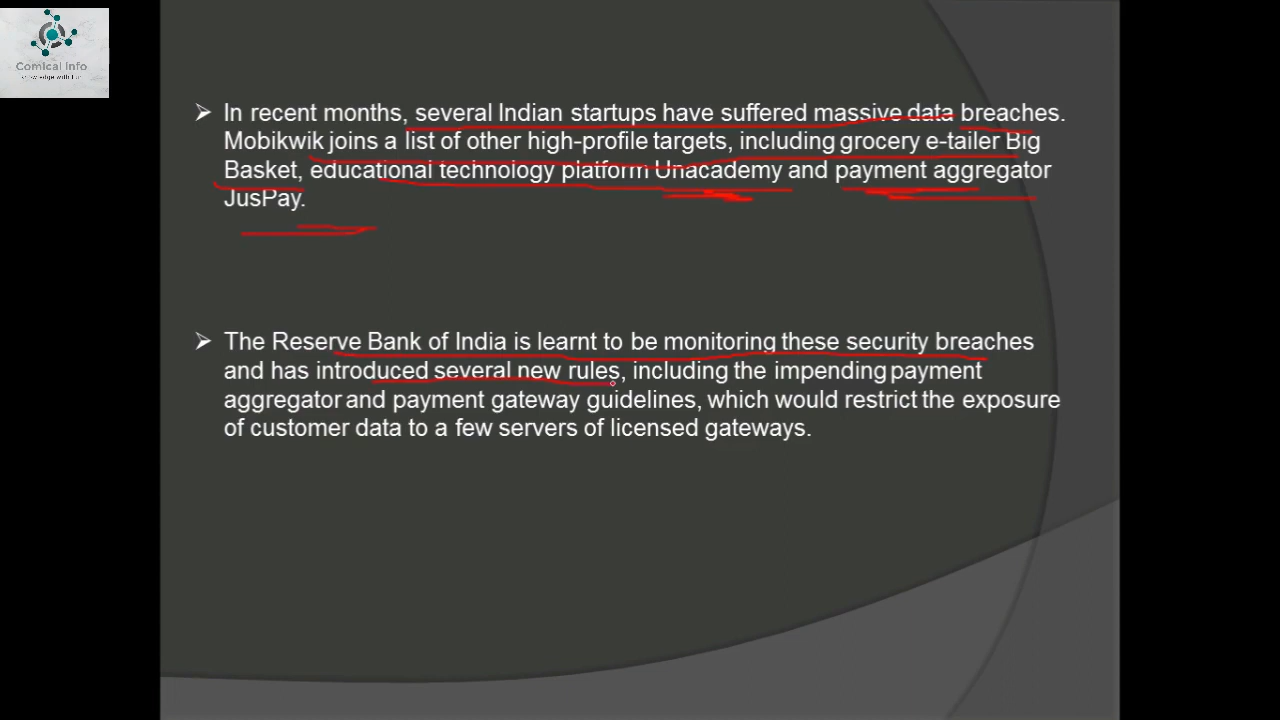 Comical Info
knowledge with fun
In recent months, several Indian startups have suffered massive data breaches.
Mobikwik joins a list of other high-profile targets, including grocery e-tailer Big
Basket, educational technology platform Unacademy and payment aggregator
JusPay.
The Reserve Bank of India is learnt to be monitoring these security breaches
and has introduced several new rules, including the impending payment
aggregator and payment gateway guidelines, which would restrict the exposure
of customer data to a few servers of licensed gateways.